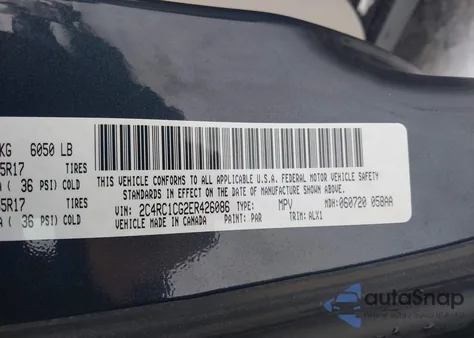 KG 6050 LB
5R17 TIRES
( 36 PSI) COLD
5R17 TIRES
( 36 PSI) COLD
THIS VEHICLE CONFORMS TO ALL APPLICABLE U.S.A. FEDERAL MOTOR VEHICLE SAFETY
STANDARDS IN EFFECT ON THE DATE OF MANUFACTURE SHOWN ABOVE.
VIN: 2C4RC1CG2ER426086 TYPE: MPV MDH: 060720 058AA
VEHICLE MADE IN CANADA PAINT: PAR TRIM: ALX1
autoSnap